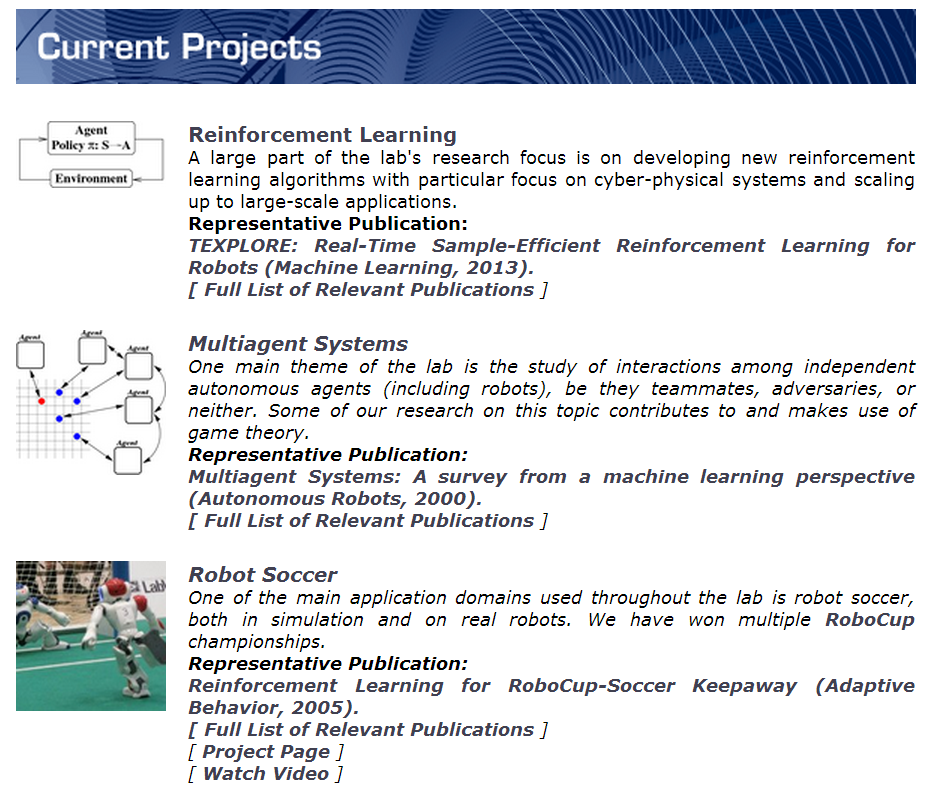 Current Projects
Agent
Policy π: S→A
Environment
Reinforcement Learning
A large part of the lab's research focus is on developing new reinforcement
learning algorithms with particular focus on cyber-physical systems and scaling
up to large-scale applications.
Representative Publication:
TEXPLORE: Real-Time Sample-Efficient Reinforcement Learning for
Robots (Machine Learning, 2013).
[ Full List of Relevant Publications ]
Agent
Agent
Agent
Agent
Agent
Multiagent Systems
One main theme of the lab is the study of interactions among independent
autonomous agents (including robots), be they teammates, adversaries, or
neither. Some of our research on this topic contributes to and makes use of
game theory.
Representative Publication:
Multiagent Systems: A survey from a machine learning perspective
(Autonomous Robots, 2000).
[ Full List of Relevant Publications ]
Robot Soccer
One of the main application domains used throughout the lab is robot soccer,
both in simulation and on real robots. We have won multiple RoboCup
championships.
Representative Publication:
Reinforcement Learning for RoboCup-Soccer Keepaway (Adaptive
Behavior, 2005).
[ Full List of Relevant Publications ]
[ Project Page ]
[ Watch Video ]